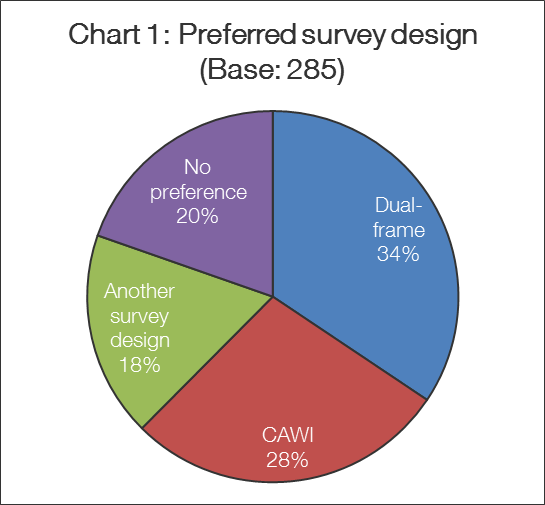 Chart 1: Preferred survey design
(Base: 285)
No
preference
20%
Dual-
frame
34%
Another
survey
design
18%
CAWI
28%